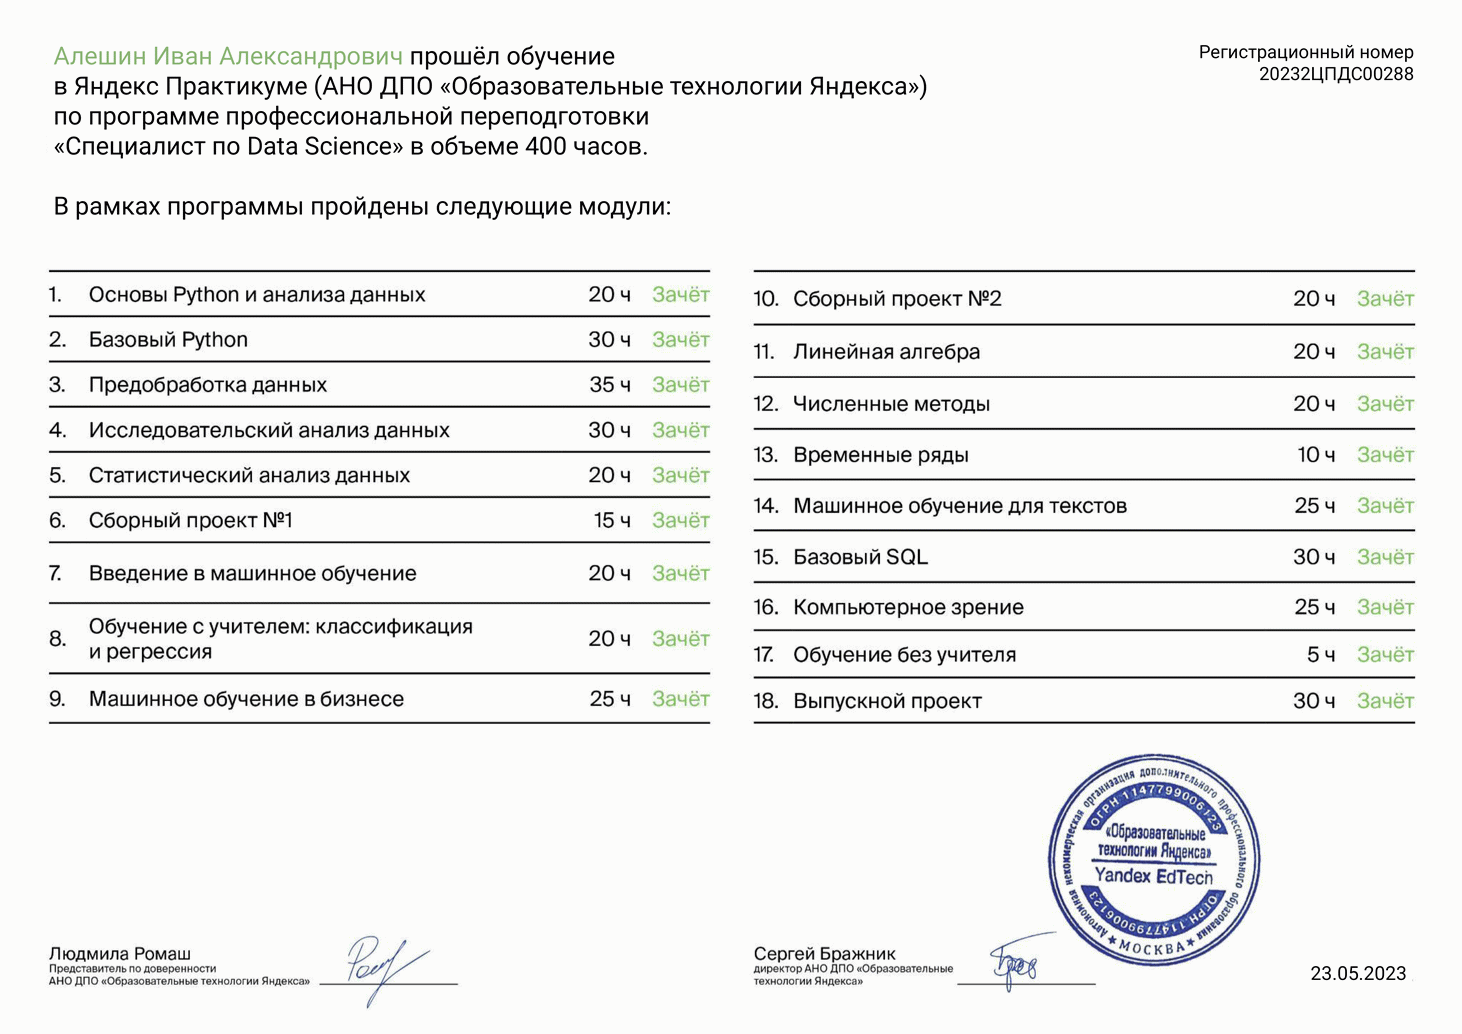 Алешин Иван Александрович прошёл обучение
в Яндекс Практикуме (АНО ДПО «Образовательные технологии Яндекса»)
по программе профессиональной переподготовки
«Специалист по Data Science» в объеме 400 часов.
Регистрационный номер
20232ЦПДС00288
В рамках программы пройдены следующие модули:
1. Основы Python и анализа данных 20 ч Зачёт
2. Базовый Python 30 ч Зачёт
3. Предобработка данных 35 ч Зачёт
4. Исследовательский анализ данных 30 ч Зачёт
5. Статистический анализ данных 20 ч Зачёт
6. Сборный проект №1 15 ч Зачёт
7. Введение в машинное обучение 20 ч Зачёт
8. Обучение с учителем: классификация
и регрессия 20 ч Зачёт
9. Машинное обучение в бизнесе 25 ч Зачёт
10. Сборный проект №2 20 ч Зачёт
11. Линейная алгебра 20 ч Зачёт
12. Численные методы 20 ч Зачёт
13. Временные ряды 10 ч Зачёт
14. Машинное обучение для текстов 25 ч Зачёт
15. Базовый SQL 30 ч Зачёт
16. Компьютерное зрение 25 ч Зачёт
17. Обучение без учителя 5 ч Зачёт
18. Выпускной проект 30 ч Зачёт
Автономная некоммерческая организация дополнительного профессионального образования
ОГРН 1147799006123
«Образовательные
технологии Яндекса»
Yandex EdTech
ОГРН 1147799006123
★ МОСКВА ★
Людмила Ромаш
Представитель по доверенности
АНО ДПО «Образовательные технологии Яндекса»
Сергей Бражник
директор АНО ДПО «Образовательные
технологии Яндекса»
23.05.2023